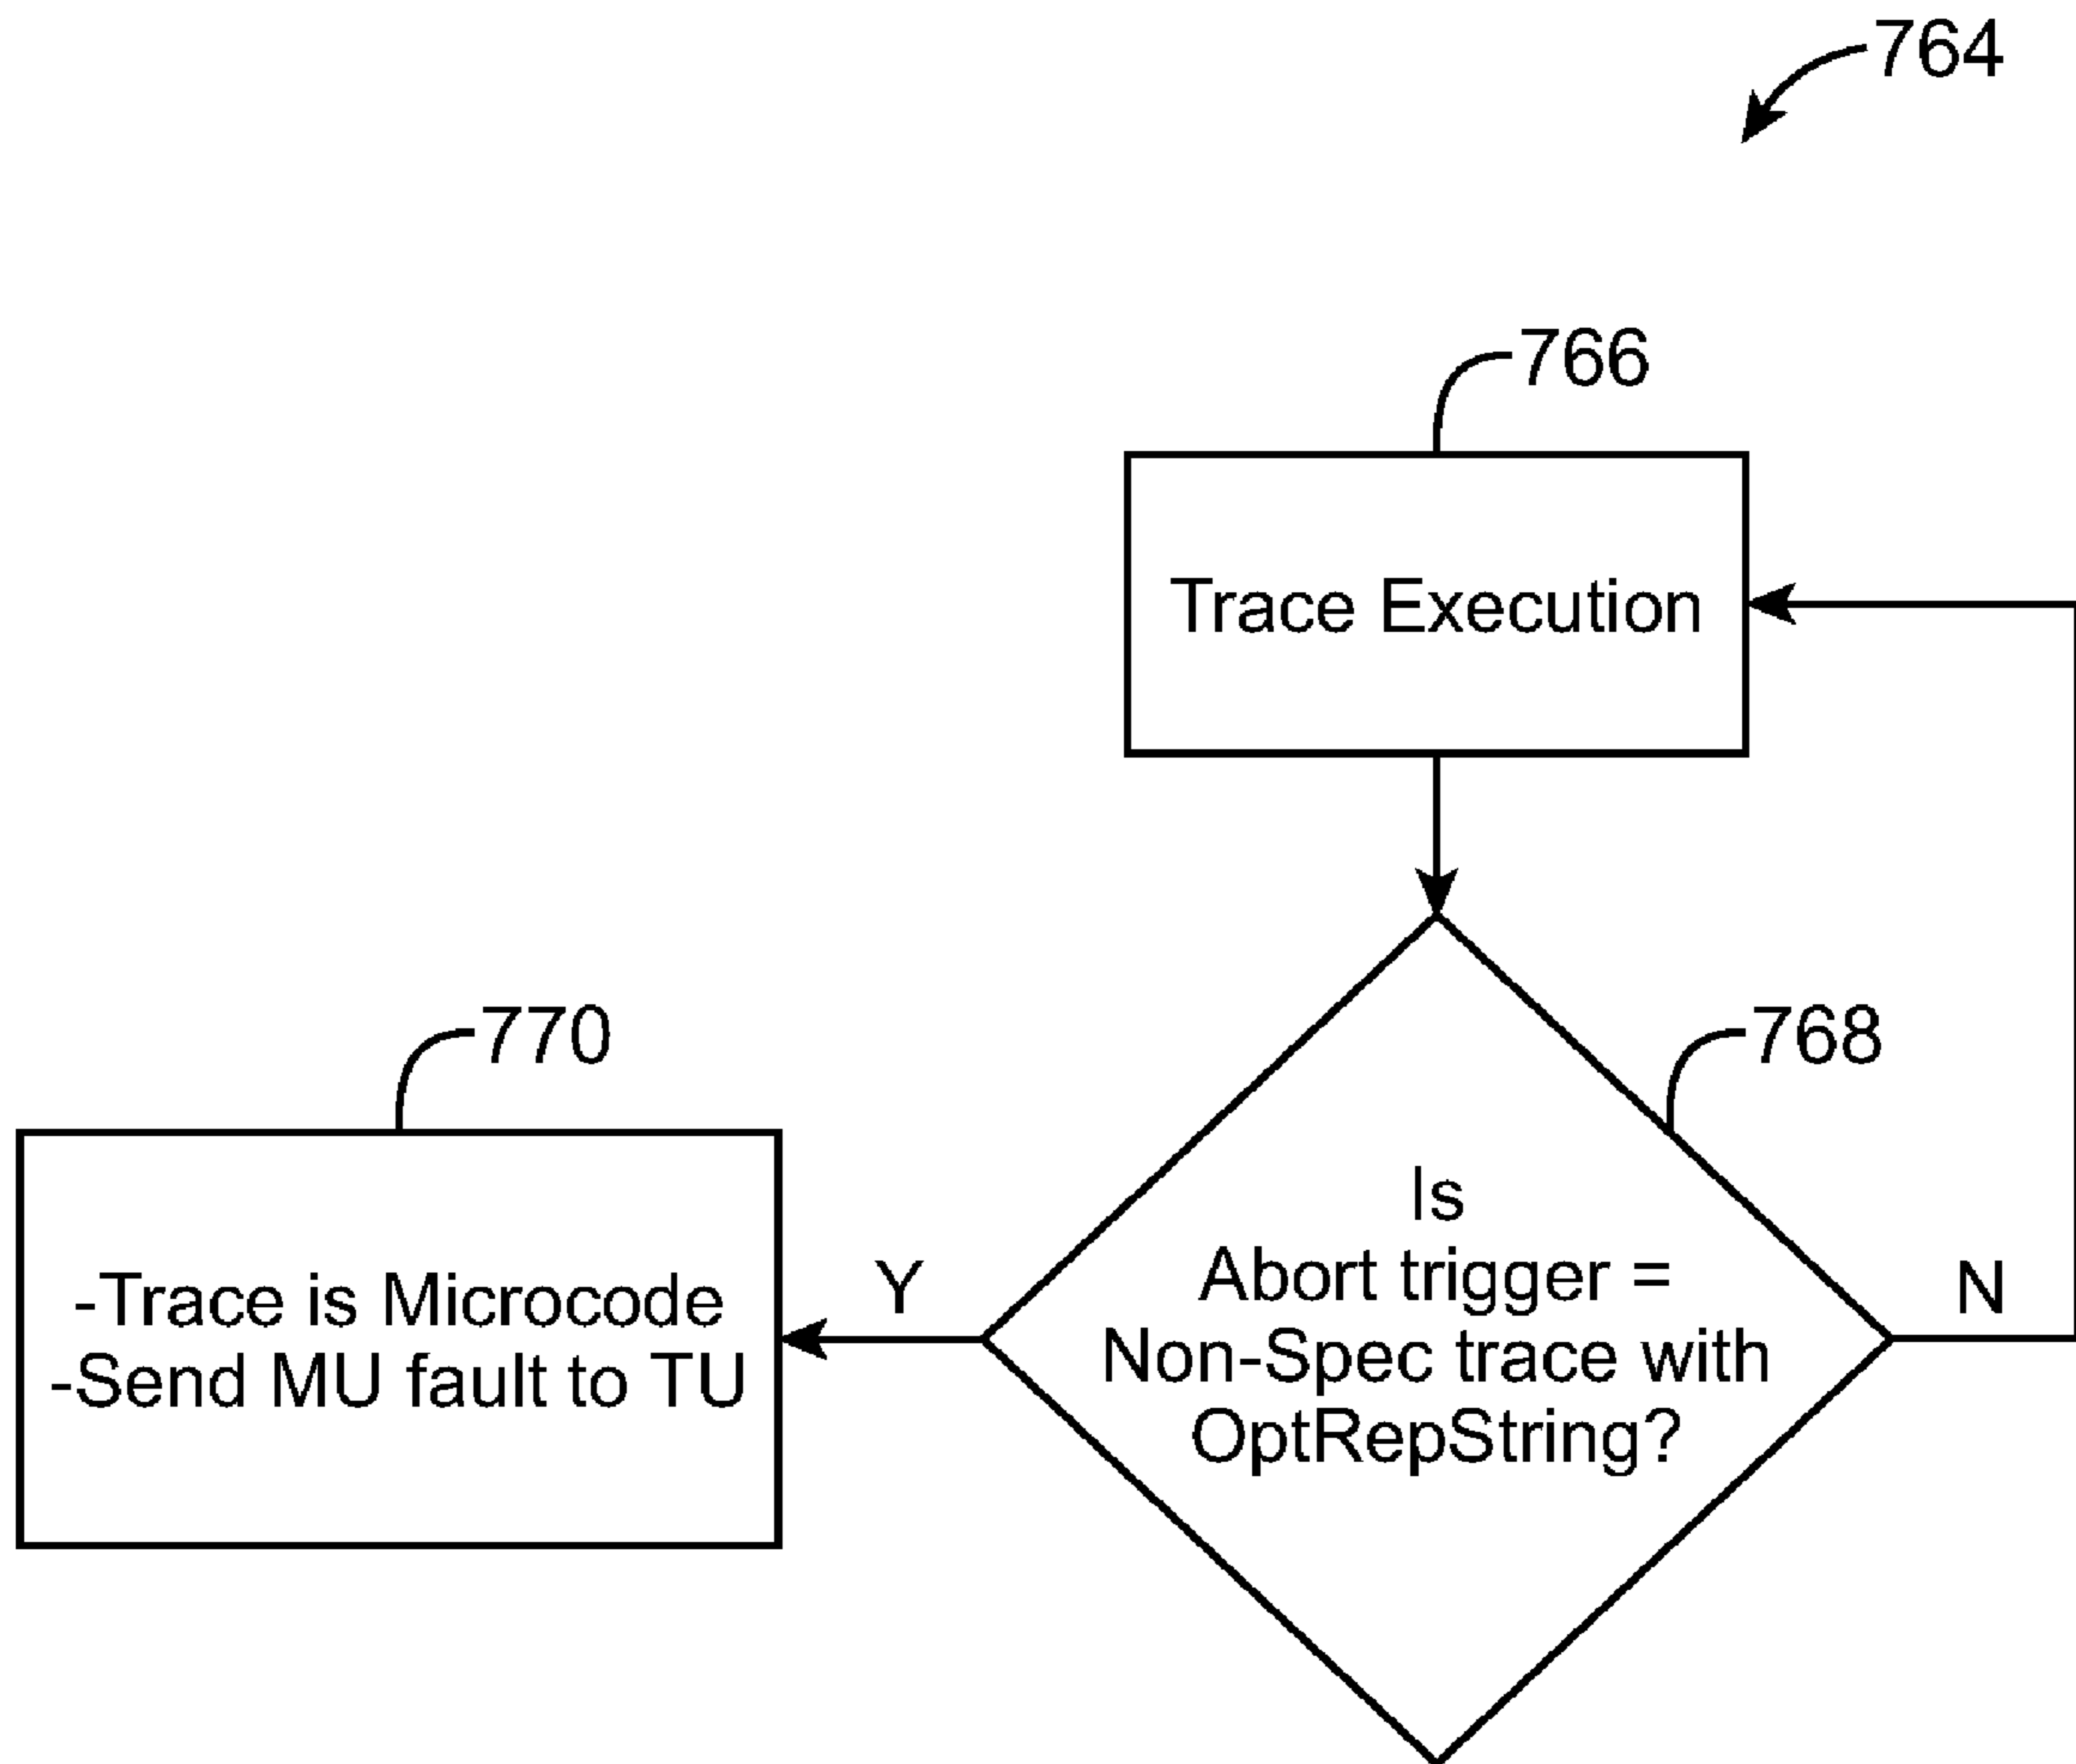 764
766
Trace Execution
770
768
Is
Abort trigger =
Non-Spec trace with
OptRepString?
Y
N
-Trace is Microcode
-Send MU fault to TU